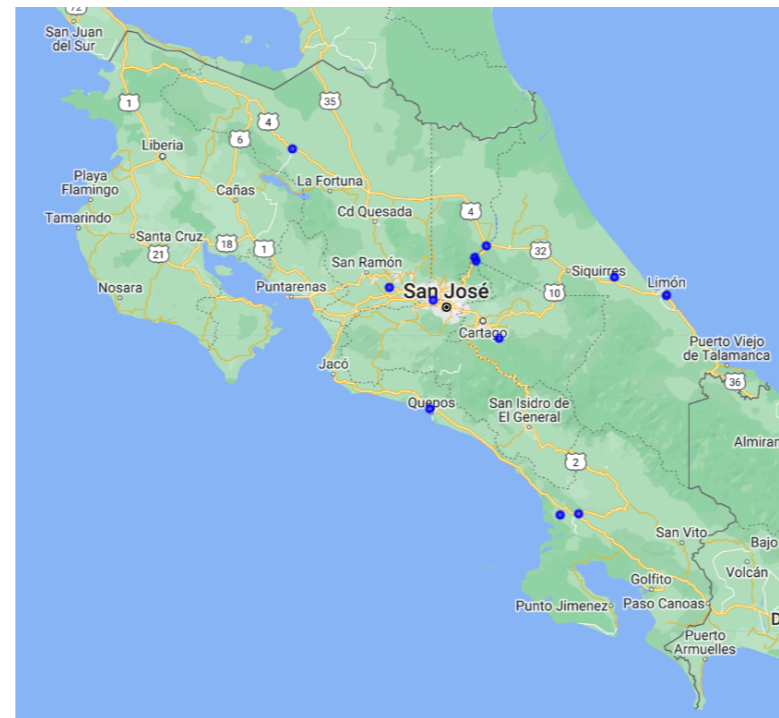 72
San Juan
del Sur
1
35
4
6
Liberia
Playa
Flamingo
La Fortuna
Cañas
Tamarindo
Cd Quesada
4
Santa Cruz
18
1
32
21
San Ramón
Siquirres
Limón
Nosara
Puntarenas
San José
10
Cartago
Puerto Viejo
de Talamanca
Jacó
36
Quepos
San Isidro de
El General
Almiran
2
San Vito
Bajo
Volcán
Golfito
Punto Jimenez
Paso Canoas
D
Puerto
Armuelles